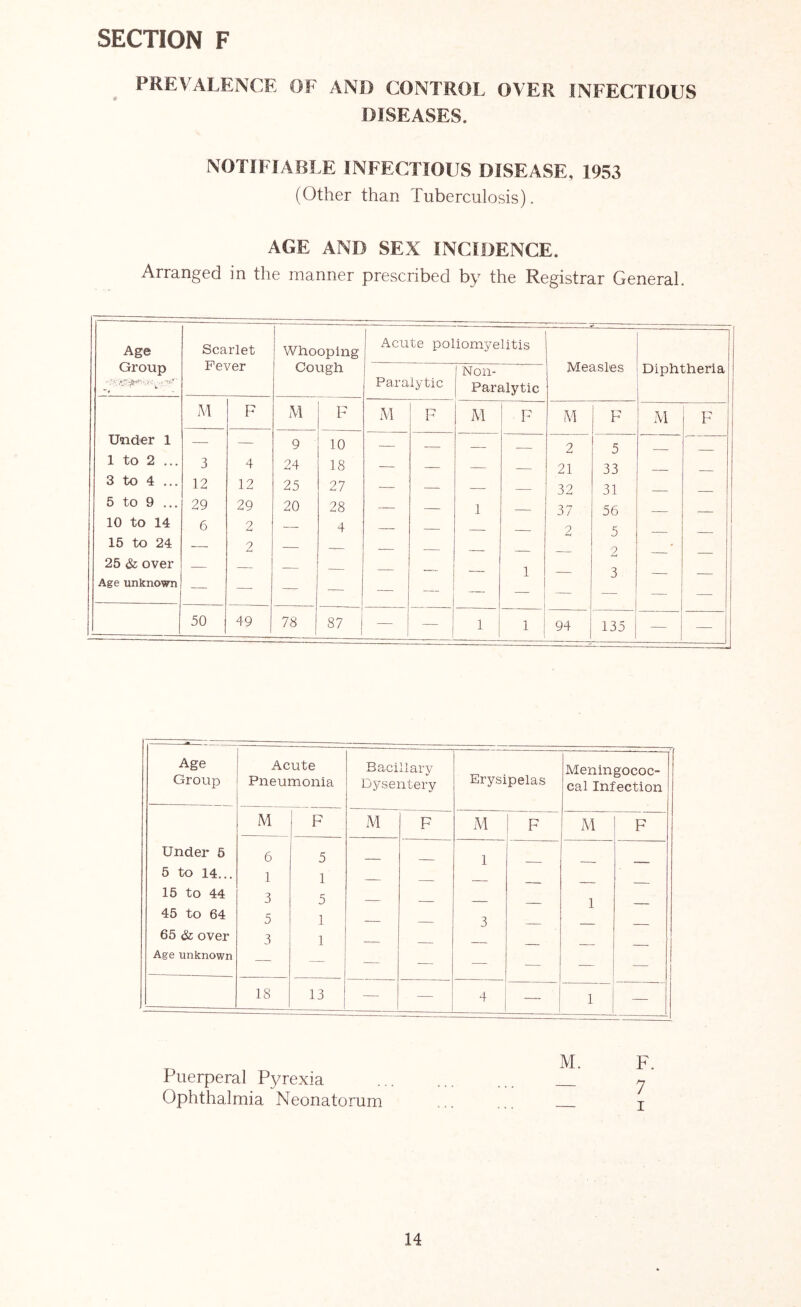 SECTION F
PREVALENCE OF AND CONTROL OVER INFECTIOUS
DISEASES.
NOTIFIABLE INFECTIOUS DISEASE, 1953
(Other than Tuberculosis).
AGE AND SEX INCIDENCE.
Arranged in the manner prescribed by the Registrar General.
Age Group | Scarlet Fever | Whooping Cough | Acute poliomyelitis | Measles | Diphtheria
Paralytic | Non-Paralytic
M | F | M | F | M | F | M | F | M | F | M | F
Under 1 | — | — | 9 | 10 | — | — | — | — | 2 | 5 | — | —
1 to 2 ... | 3 | 4 | 24 | 18 | — | — | — | — | 21 | 33 | — | —
3 to 4 ... | 12 | 12 | 25 | 27 | — | — | — | — | 32 | 31 | — | —
5 to 9 ... | 29 | 29 | 20 | 28 | — | — | 1 | — | 37 | 56 | — | —
10 to 14 | 6 | 2 | — | 4 | — | — | — | — | 2 | 5 | — | —
15 to 24 | — | 2 | — | — | — | — | — | — | — | 2 | — | —
25 & over | — | — | — | — | — | — | — | 1 | — | 3 | — | —
Age unknown | — | — | — | — | — | — | — | — | — | — | — | —
50 | 49 | 78 | 87 | — | — | 1 | 1 | 94 | 135 | — | —
Age Group | Acute Pneumonia | Bacillary Dysentery | Erysipelas | Meningococcal Infection
M | F | M | F | M | F | M | F
Under 5 | 6 | 5 | — | — | 1 | — | — | —
5 to 14... | 1 | 1 | — | — | — | — | — | —
15 to 44 | 3 | 5 | — | — | — | — | 1 | —
45 to 64 | 5 | 1 | — | — | 3 | — | — | —
65 & over | 3 | 1 | — | — | — | — | — | —
Age unknown | — | — | — | — | — | — | — | —
18 | 13 | — | — | 4 | — | 1 | —
M. F.
Puerperal Pyrexia ... ... ... — 7
Ophthalmia Neonatorum ... ... — 1
14